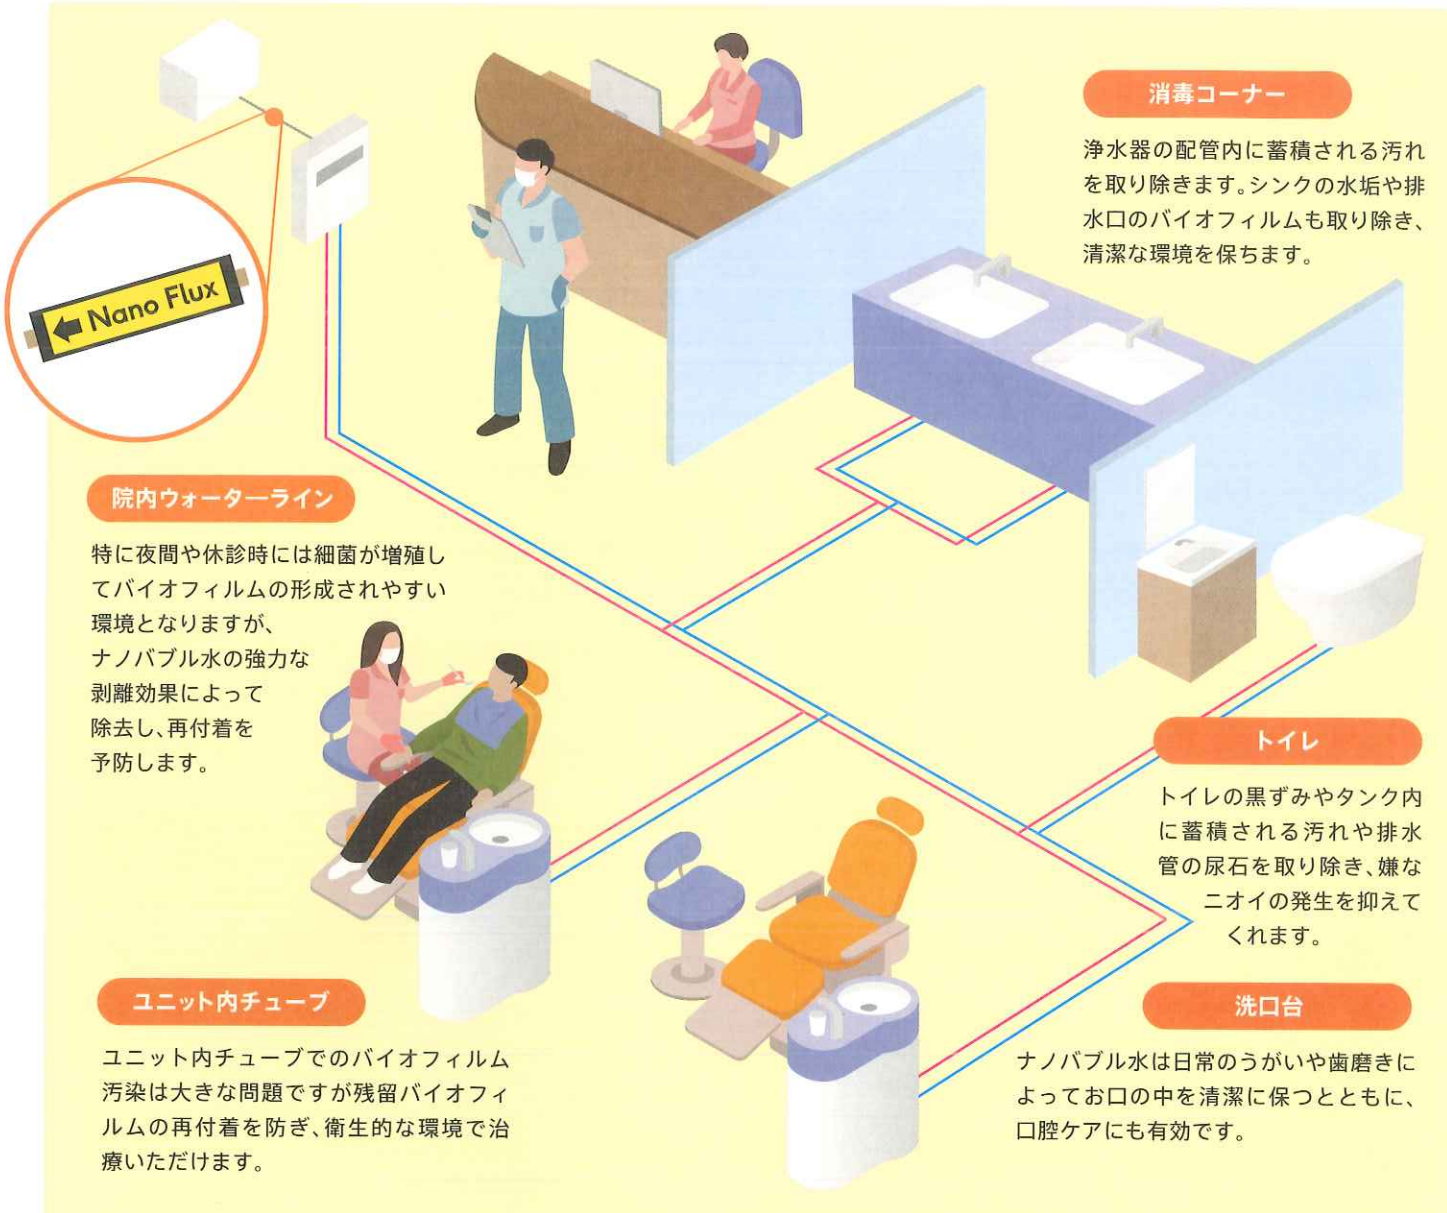 消毒コーナー
浄水器の配管内に蓄積される汚れ
を取り除きます。シンクの水垢や排
水口のバイオフィルムも取り除き、
清潔な環境を保ちます。
Nano Flux
院内ウォーターライン
特に夜間や休診時には細菌が増殖し
てバイオフィルムの形成されやすい
環境となりますが、
ナノバブル水の強力な
剥離効果によって
除去し、再付着を
予防します。
トイレ
トイレの黒ずみやタンク内
に蓄積される汚れや排水
管の尿石を取り除き、嫌な
ニオイの発生を抑えて
くれます。
ユニット内チューブ
ユニット内チューブでのバイオフィルム
汚染は大きな問題ですが残留バイオフィ
ルムの再付着を防ぎ、衛生的な環境で治
療いただけます。
洗口台
ナノバブル水は日常のうがいや歯磨きに
よってお口の中を清潔に保つとともに、
口腔ケアにも有効です。